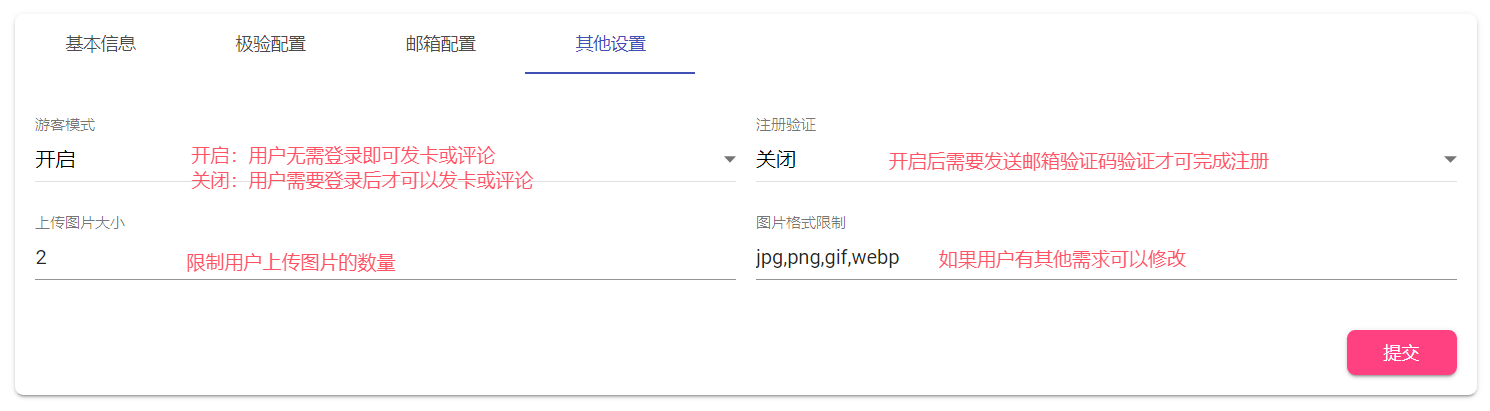 基本信息 极验配置 邮箱配置 其他设置
游客模式
开启
开启：用户无需登录即可发卡或评论
关闭：用户需要登录后才可以发卡或评论
注册验证
关闭
开启后需要发送邮箱验证码验证才可完成注册
上传图片大小
2
限制用户上传图片的数量
图片格式限制
jpg,png,gif,webp
如果用户有其他需求可以修改
提交